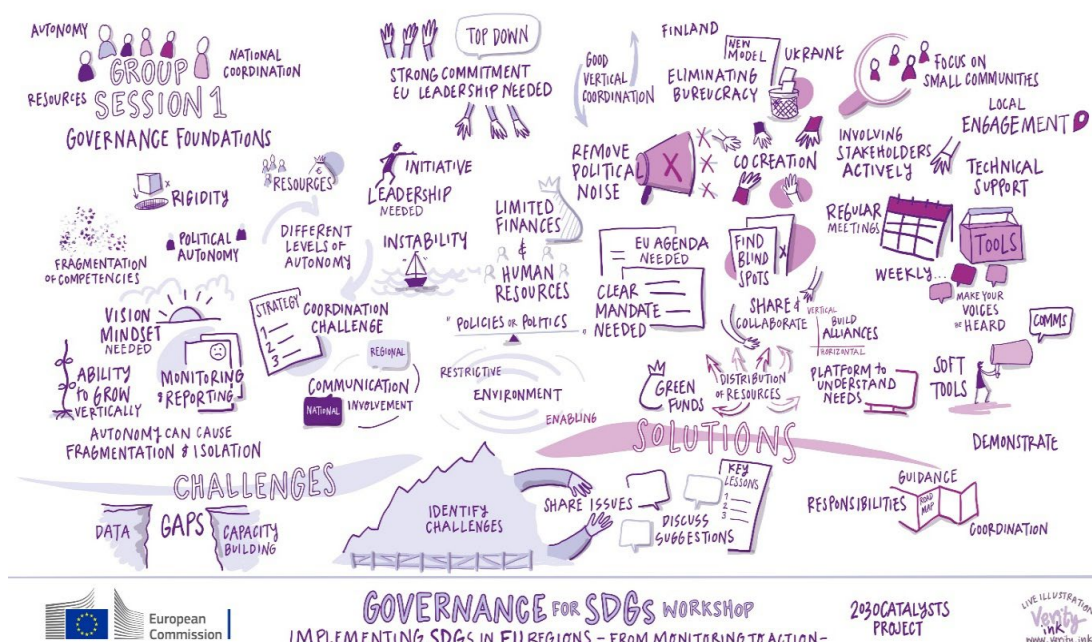 AUTONOMY
GROUP
SESSION 1
NATIONAL
COORDINATION
RESOURCES
GOVERNANCE FOUNDATIONS
TOP DOWN
STRONG COMMITMENT
EU LEADERSHIP NEEDED
GOOD
VERTICAL
COORDINATION
FINLAND
NEW
MODEL
UKRAINE
ELIMINATING
BUREUCRACY
FOCUS ON
SMALL COMMUNITIES
LOCAL
ENGAGEMENT
RIGIDITY
RESOURCES
€
INITIATIVE
LEADERSHIP
NEEDED
REMOVE
POLITICAL
NOISE
CO CREATION
INVOLVING
STAKEHOLDERS
ACTIVELY
TECHNICAL
SUPPORT
FRAGMENTATION
OF COMPETENCIES
POLITICAL
AUTONOMY
DIFFERENT
LEVELS OF
AUTONOMY
INSTABILITY
LIMITED
FINANCES
&
HUMAN
RESOURCES
EU AGENDA
NEEDED
CLEAR
MANDATE
NEEDED
FIND
BLIND
SPOTS
REGULAR
MEETINGS
TOOLS
WEEKLY...
MAKE YOUR
VOICES
BE HEARD
VISION
MINDSET
NEEDED
STRATEGY
1
2
3
COORDINATION
CHALLENGE
"POLICIES OR POLITICS"
SHARE &
COLLABORATE
VERTICAL
BUILD
ALLIANCES
HORIZONTAL
COMMS
ABILITY
TO GROW
VERTICALLY
MONITORING
& REPORTING
REGIONAL
COMMUNICATION
NATIONAL
INVOLVEMENT
RESTRICTIVE
ENVIRONMENT
ENABLING
GREEN
FUNDS
DISTRIBUTION
OF RESOURCES
PLATFORM TO
UNDERSTAND
NEEDS
SOFT
TOOLS
AUTONOMY CAN CAUSE
FRAGMENTATION & ISOLATION
SOLUTIONS
DEMONSTRATE
CHALLENGES
DATA
GAPS
CAPACITY
BUILDING
IDENTIFY
CHALLENGES
SHARE ISSUES
DISCUSS
SUGGESTIONS
KEY
LESSONS
1
2
3
GUIDANCE
RESPONSIBILITIES
ROAD
MAP
COORDINATION
European
Commission
GOVERNANCE FOR SDGs WORKSHOP
IMPLEMENTING SDGs IN EU REGIONS - FROM MONITORING TO ACTION -
2030CATALYSTS
PROJECT
LIVE ILLUSTRATION
Verity
ink